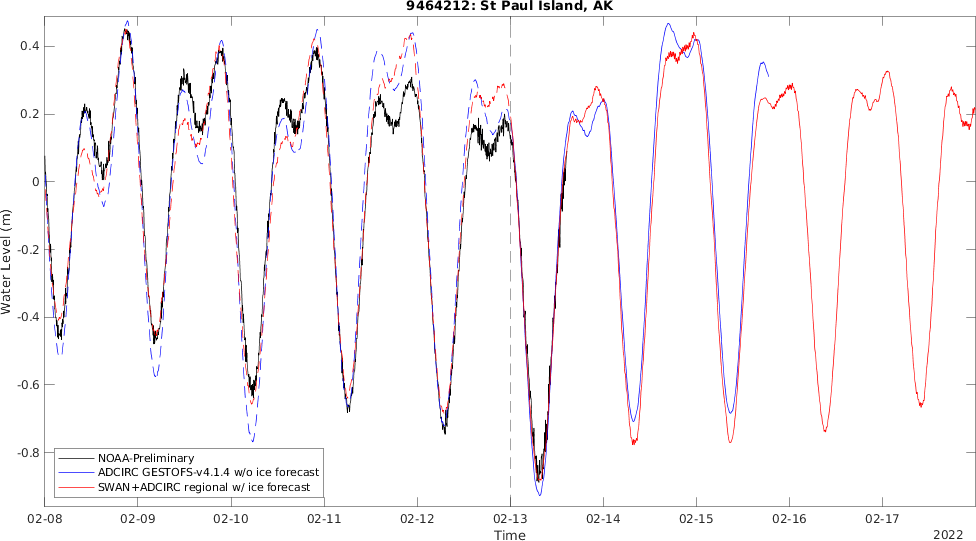 9464212: St Paul Island, AK
0.4
0.2
0
-0.2
-0.4
-0.6
-0.8
Water Level (m)
NOAA-Preliminary
ADCIRC GESTOFS-v4.1.4 w/o ice forecast
SWAN+ADCIRC regional w/ ice forecast
02-08 02-09 02-10 02-11 02-12 02-13 02-14 02-15 02-16 02-17
Time
2022